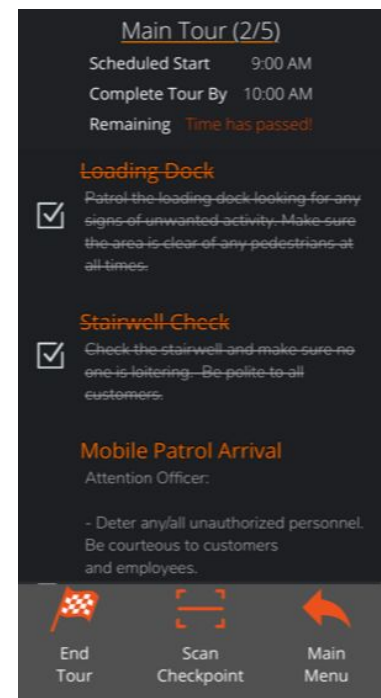 Main Tour (2/5)
Scheduled Start 9:00 AM
Complete Tour By 10:00 AM
Remaining Time has passed!
Loading Dock
Patrol the loading dock looking for any
signs of unwanted activity. Make sure
the area is clear of any pedestrians at
all times.
Stairwell Check
Check the stairwell and make sure no
one is loitering. Be polite to all
customers.
Mobile Patrol Arrival
Attention Officer:
- Deter any/all unauthorized personnel.
Be courteous to customers
and employees.
End Tour
Scan Checkpoint
Main Menu